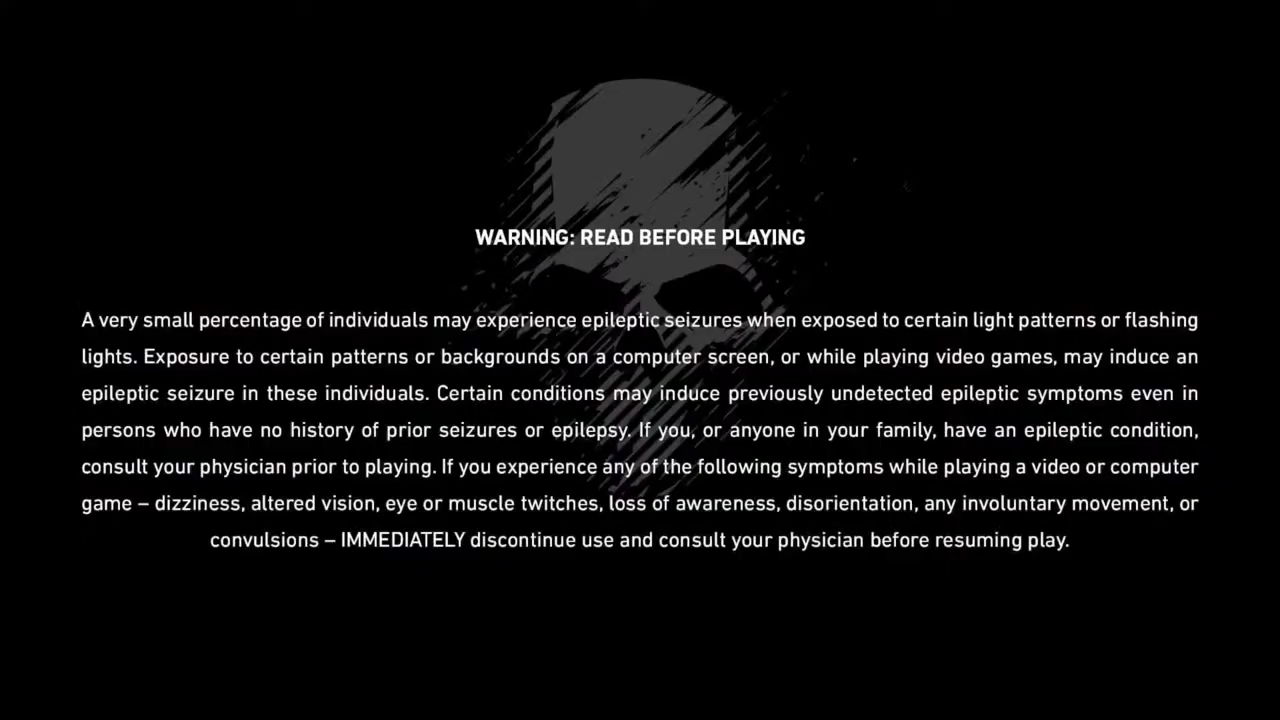 WARNING: READ BEFORE PLAYING
A very small percentage of individuals may experience epileptic seizures when exposed to certain light patterns or flashing
lights. Exposure to certain patterns or backgrounds on a computer screen, or while playing video games, may induce an
epileptic seizure in these individuals. Certain conditions may induce previously undetected epileptic symptoms even in
persons who have no history of prior seizures or epilepsy. If you, or anyone in your family, have an epileptic condition,
consult your physician prior to playing. If you experience any of the following symptoms while playing a video or computer
game – dizziness, altered vision, eye or muscle twitches, loss of awareness, disorientation, any involuntary movement, or
convulsions – IMMEDIATELY discontinue use and consult your physician before resuming play.